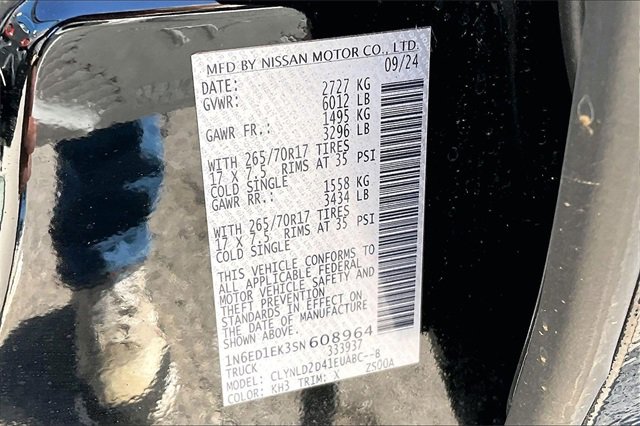 MFD BY NISSAN MOTOR CO., LTD.
DATE: 09/24
GVWR: 2727 KG
6012 LB
GAWR FR.: 1495 KG
3296 LB
WITH 265/70R17 TIRES
17 X 7.5 RIMS AT 35 PSI
COLD SINGLE
GAWR RR.: 1558 KG
3434 LB
WITH 265/70R17 TIRES
17 X 7.5 RIMS AT 35 PSI
COLD SINGLE
THIS VEHICLE CONFORMS TO
ALL APPLICABLE FEDERAL
MOTOR VEHICLE SAFETY AND
THEFT PREVENTION
STANDARDS IN EFFECT ON
THE DATE OF MANUFACTURE
SHOWN ABOVE.
1N6ED1EK3SN608964
TRUCK 333937
MODEL: CLYNLD2D41EUABC--B
COLOR: KH3 TRIM: X ZS00A